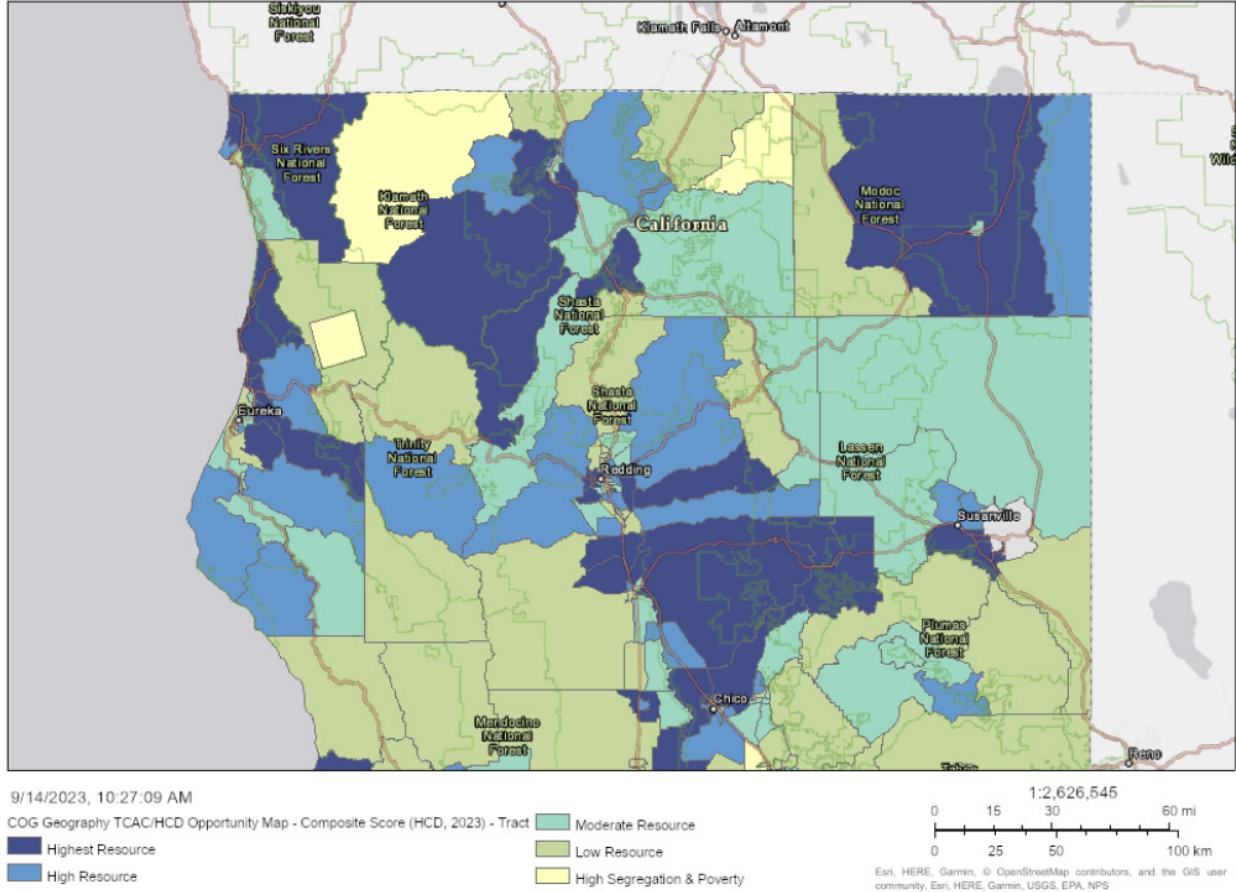 Siskiyou
National
Forest
Klamath Falls
Altamont
Six Rivers
National
Forest
Klamath
National
Forest
Modoc
National
Forest
California
Shasta
National
Forest
Shasta
National
Forest
Eureka
Trinity
National
Forest
Redding
Lassen
National
Forest
Susanville
Plumas
National
Forest
Chico
Mendocino
National
Forest
Reno
9/14/2023, 10:27:09 AM
COG Geography TCAC/HCD Opportunity Map - Composite Score (HCD, 2023) - Tract
Highest Resource
High Resource
Moderate Resource
Low Resource
High Segregation & Poverty
1:2,626,545
0 15 30 60 mi
0 25 50 100 km
Esri, HERE, Garmin, © OpenStreetMap contributors, and the GIS user
community, Esri, HERE, Garmin, USGS, EPA, NPS